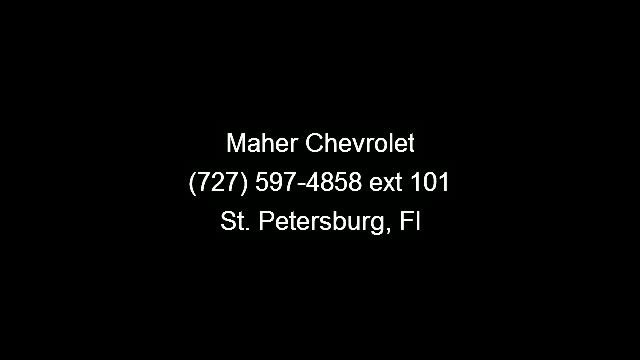 Maher Chevrolet
(727) 597-4858 ext 101
St. Petersburg, Fl